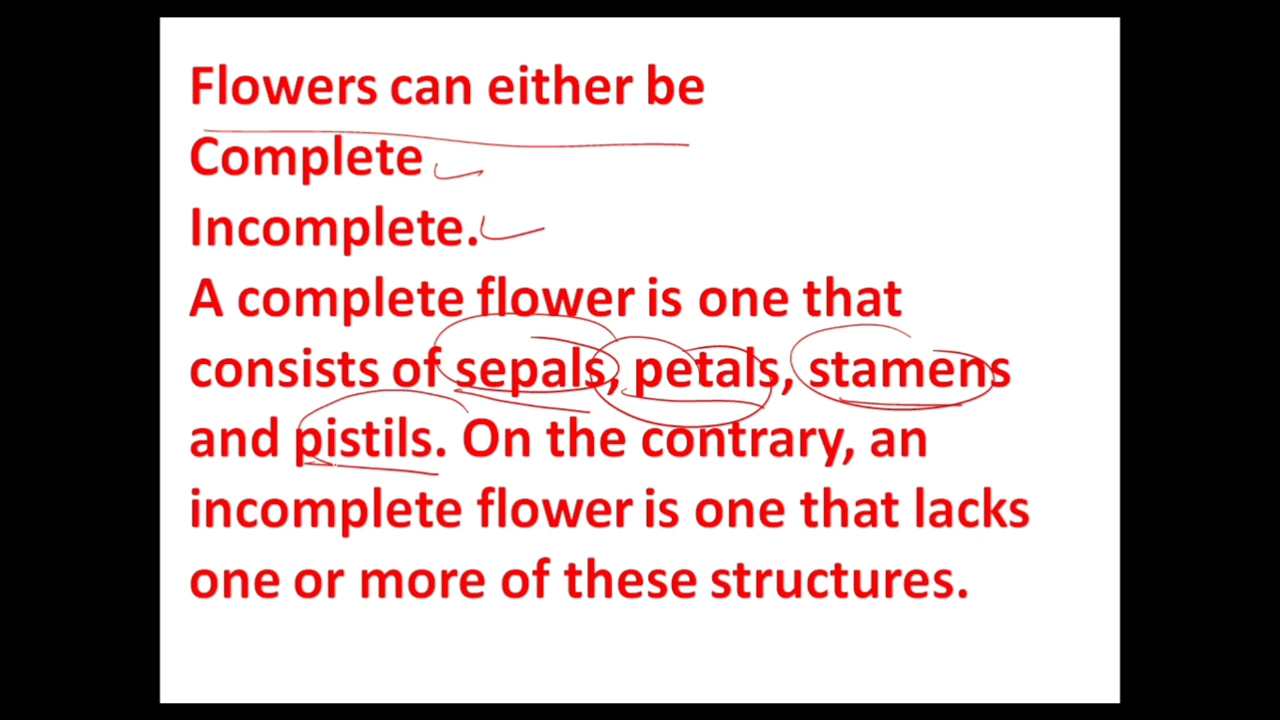 Flowers can either be
Complete
Incomplete.
A complete flower is one that
consists of sepals, petals, stamens
and pistils. On the contrary, an
incomplete flower is one that lacks
one or more of these structures.